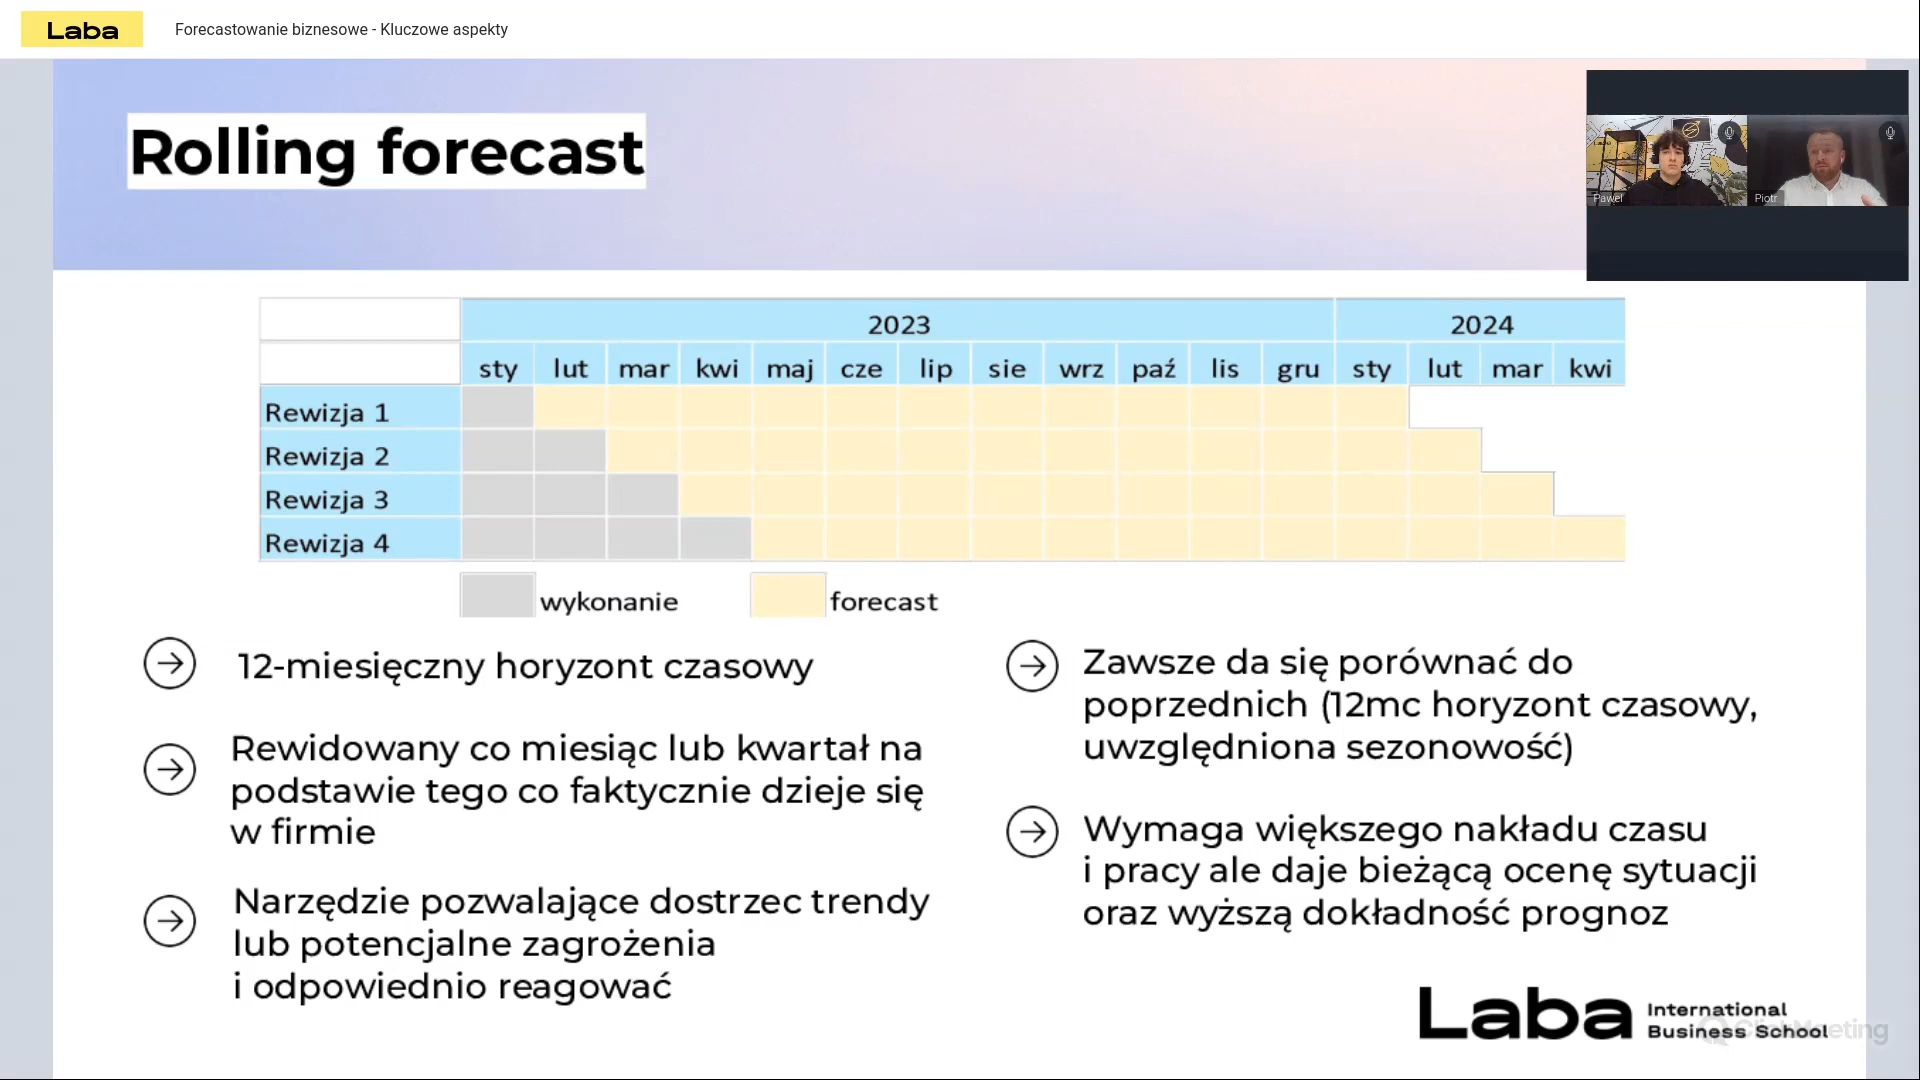 Laba
Forecastowanie biznesowe - Kluczowe aspekty
Rolling forecast
Paweł
Piotr
2023 2024
sty lut mar kwi maj cze lip sie wrz paź lis gru sty lut mar kwi
Rewizja 1
Rewizja 2
Rewizja 3
Rewizja 4
wykonanie forecast
12-miesięczny horyzont czasowy
Rewidowany co miesiąc lub kwartał na
podstawie tego co faktycznie dzieje się
w firmie
Narzędzie pozwalające dostrzec trendy
lub potencjalne zagrożenia
i odpowiednio reagować
Zawsze da się porównać do
poprzednich (12mc horyzont czasowy,
uwzględniona sezonowość)
Wymaga większego nakładu czasu
i pracy ale daje bieżącą ocenę sytuacji
oraz wyższą dokładność prognoz
Laba
International
Business School
ClickMeeting